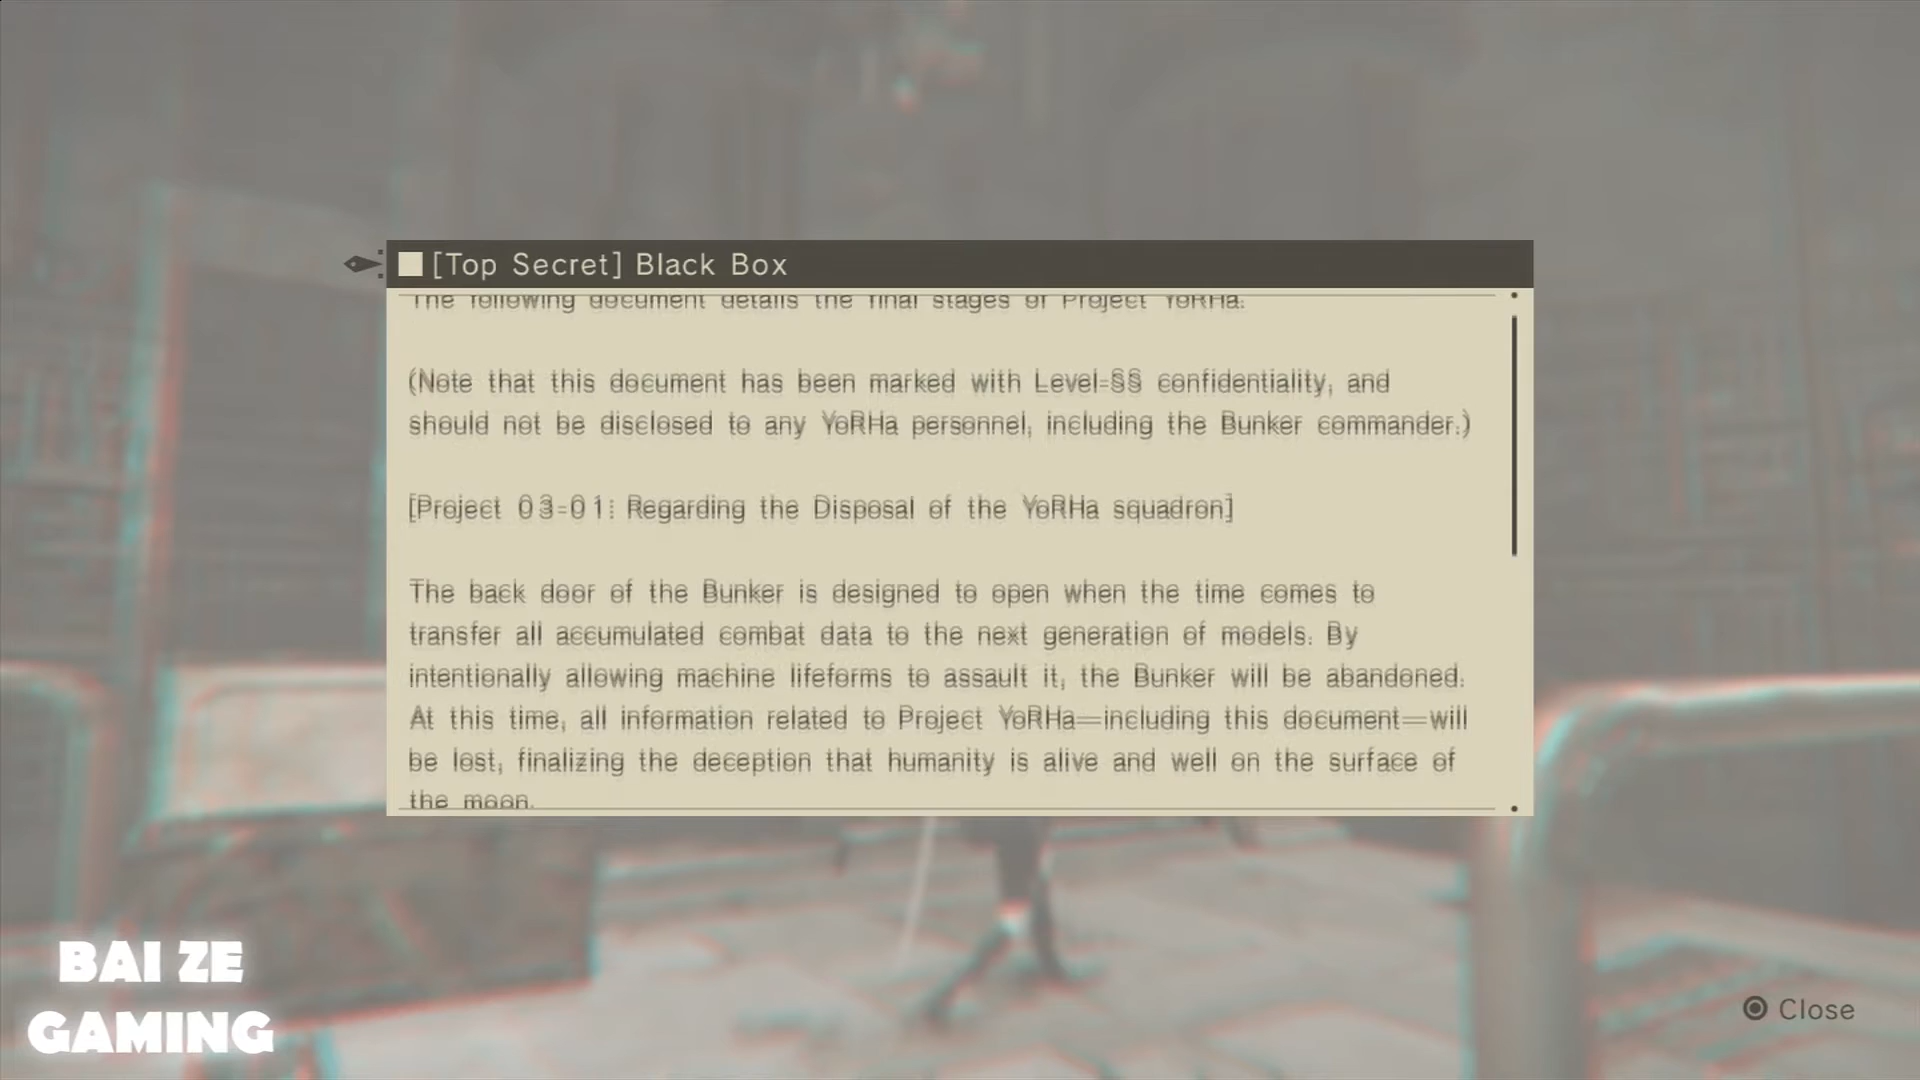 [Top Secret] Black Box
The following document details the final stages of Project YoRHa.
(Note that this document has been marked with Level-SS confidentiality, and
should not be disclosed to any YoRHa personnel, including the Bunker commander.)
[Project 03-01: Regarding the Disposal of the YoRHa squadron]
The back door of the Bunker is designed to open when the time comes to
transfer all accumulated combat data to the next generation of models. By
intentionally allowing machine lifeforms to assault it, the Bunker will be abandoned.
At this time, all information related to Project YoRHa—including this document—will
be lost, finalizing the deception that humanity is alive and well on the surface of
the moon.
BAI ZE
GAMING
Close